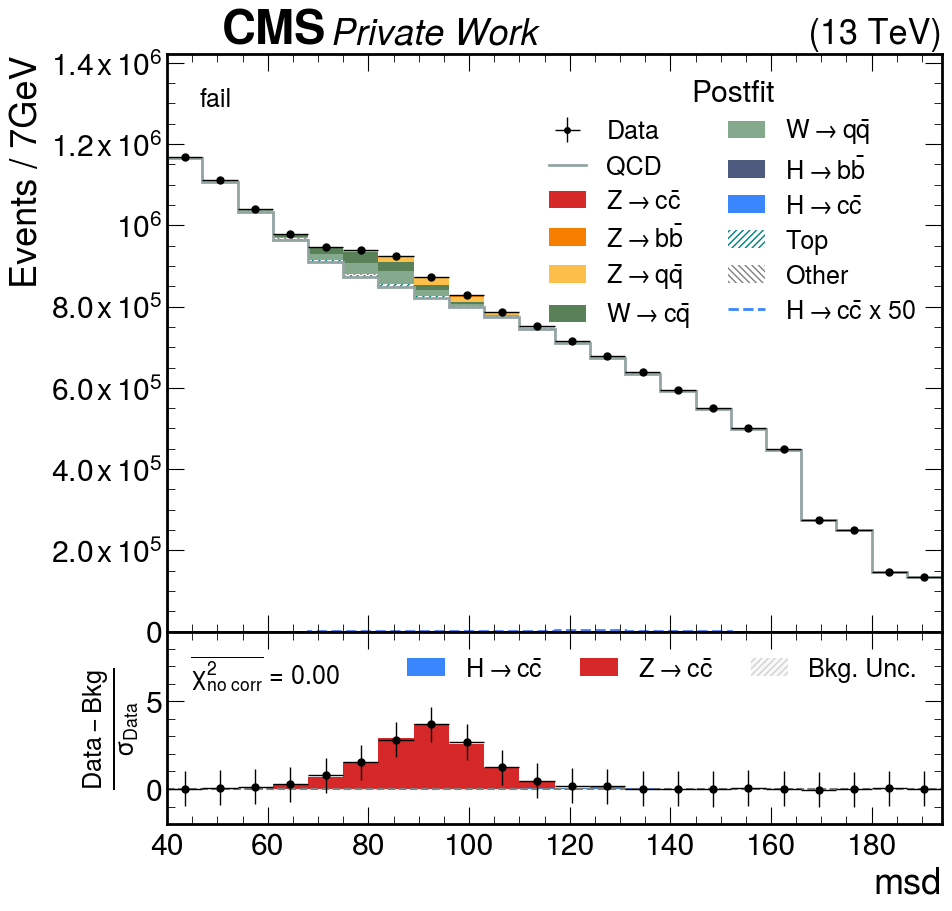 CMS Private Work (13 TeV)
Events / 7GeV
1.4 x 10⁶
1.2 x 10⁶
10⁶
8.0 x 10⁵
6.0 x 10⁵
4.0 x 10⁵
2.0 x 10⁵
0
fail
Postfit
Data
QCD
Z → cc̄
Z → bb̄
Z → qq̄
W → cq̄
W → qq̄
H → bb̄
H → cc̄
Top
Other
H → cc̄ x 50
Data − Bkg
σ_Data
5
0
χ²_no corr = 0.00
H → cc̄
Z → cc̄
Bkg. Unc.
40 60 80 100 120 140 160 180
msd